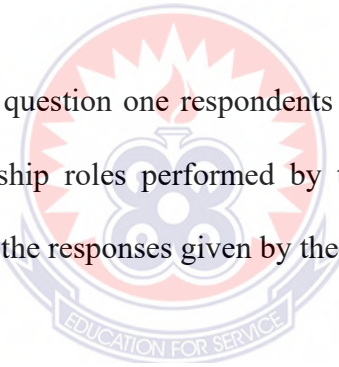 question one respondents
ship roles performed by t
the responses given by the
EDUCATION FOR SERVICE